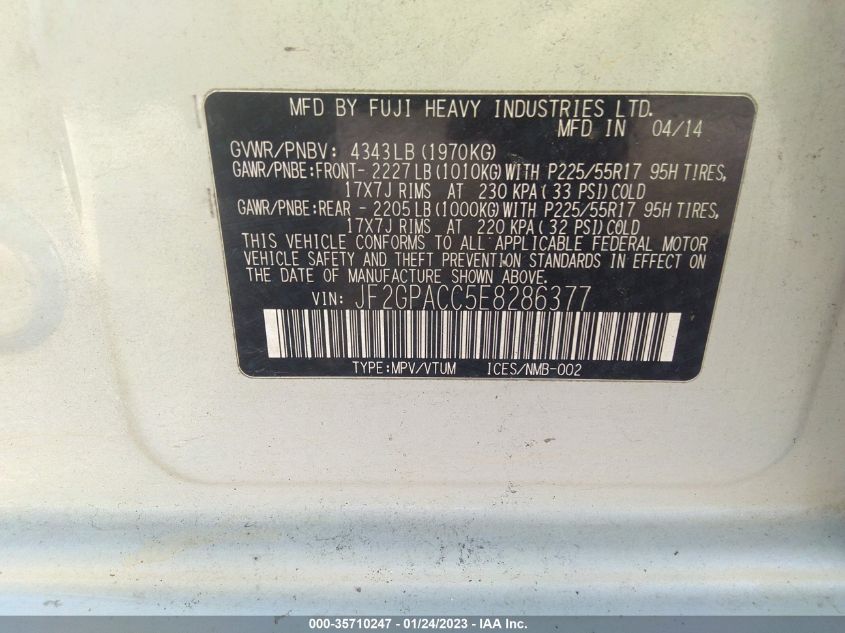 MFD BY FUJI HEAVY INDUSTRIES LTD.
MFD IN 04/14
GVWR/PNBV: 4343LB (1970KG)
GAWR/PNBE:FRONT- 2227LB (1010KG) WITH P225/55R17 95H TIRES,
17X7J RIMS AT 230 KPA( 33 PSI)COLD
GAWR/PNBE:REAR - 2205LB (1000KG) WITH P225/55R17 95H TIRES,
17X7J RIMS AT 220 KPA( 32 PSI)COLD
THIS VEHICLE CONFORMS TO ALL APPLICABLE FEDERAL MOTOR
VEHICLE SAFETY AND THEFT PREVENTION STANDARDS IN EFFECT ON
THE DATE OF MANUFACTURE SHOWN ABOVE.
VIN: JF2GPACC5E8286377
TYPE:MPV/VTUM ICES/NMB-002
000-35710247 - 01/24/2023 - IAA Inc.